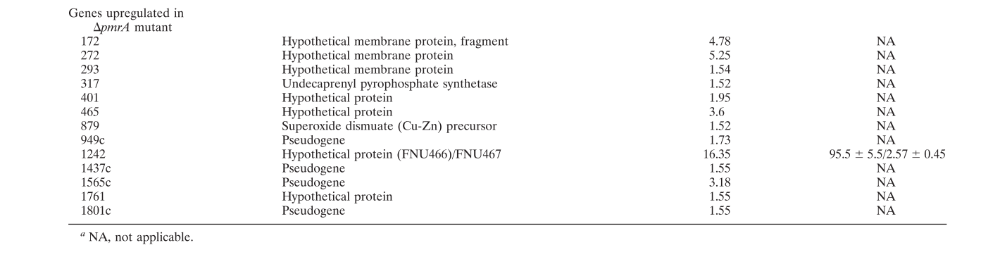 Genes upregulated in
ΔpmrA mutant
172 Hypothetical membrane protein, fragment 4.78 NA
272 Hypothetical membrane protein 5.25 NA
293 Hypothetical membrane protein 1.54 NA
317 Undecaprenyl pyrophosphate synthetase 1.52 NA
401 Hypothetical protein 1.95 NA
465 Hypothetical protein 3.6 NA
879 Superoxide dismuate (Cu-Zn) precursor 1.52 NA
949c Pseudogene 1.73 NA
1242 Hypothetical protein (FNU466)/FNU467 16.35 95.5 ± 5.5/2.57 ± 0.45
1437c Pseudogene 1.55 NA
1565c Pseudogene 3.18 NA
1761 Hypothetical protein 1.55 NA
1801c Pseudogene 1.55 NA
a NA, not applicable.